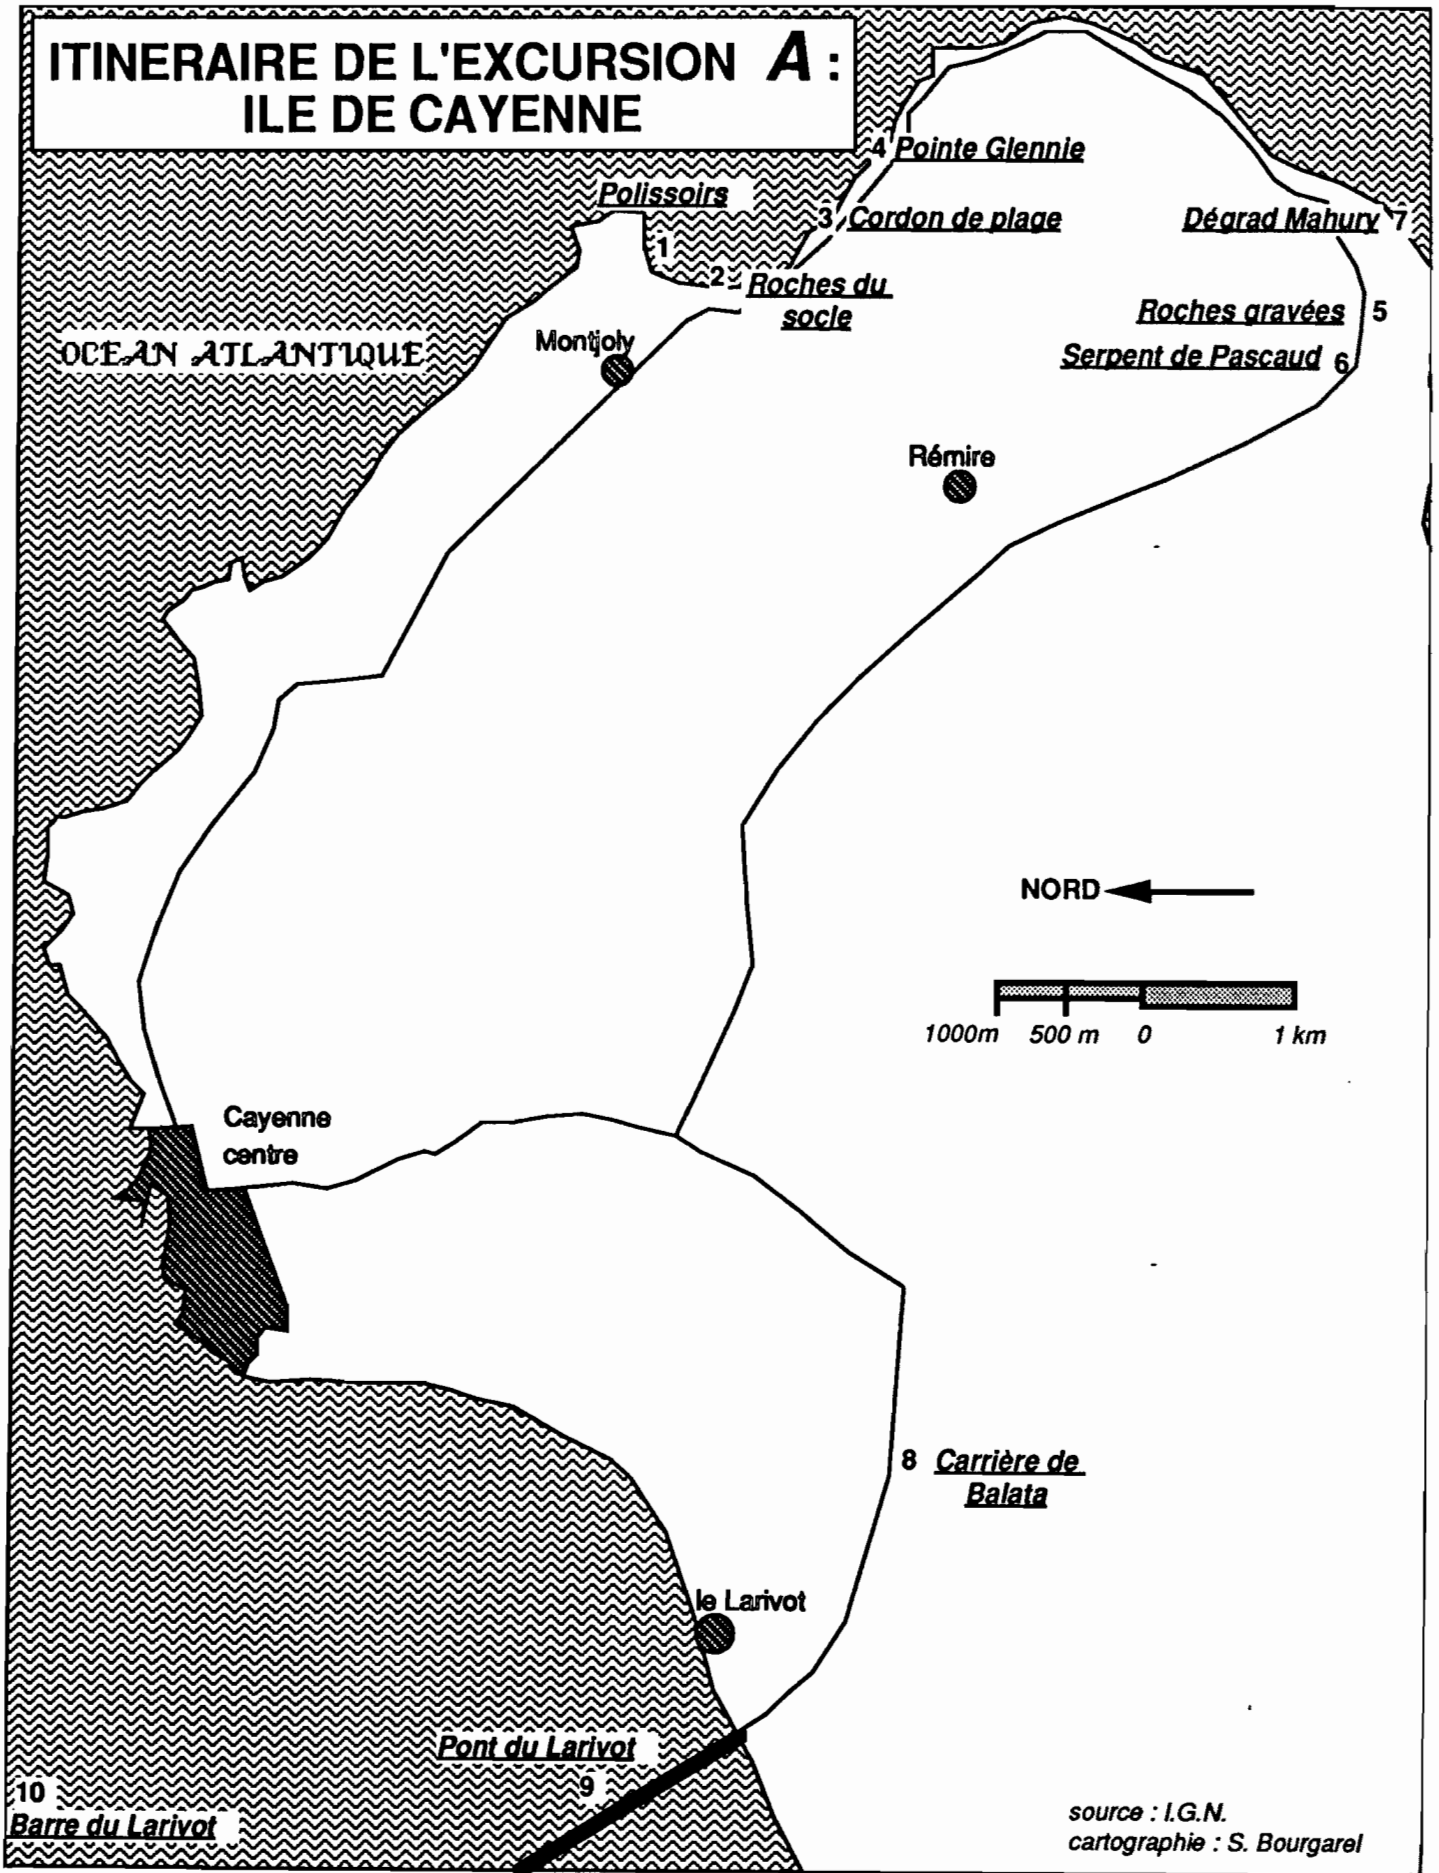 ITINERAIRE DE L'EXCURSION A :
ILE DE CAYENNE
4 Pointe Glennie
Polissoirs
3 Cordon de plage
Dégrad Mahury 7
1
2 Roches du
socle
Roches gravées 5
Montjoly
OCEAN ATLANTIQUE
Serpent de Pascaud 6
Rémire
NORD
1000m 500 m 0 1 km
Cayenne
centre
8 Carrière de
Balata
le Larivot
Pont du Larivot
9
10
Barre du Larivot
source : I.G.N.
cartographie : S. Bourgarel